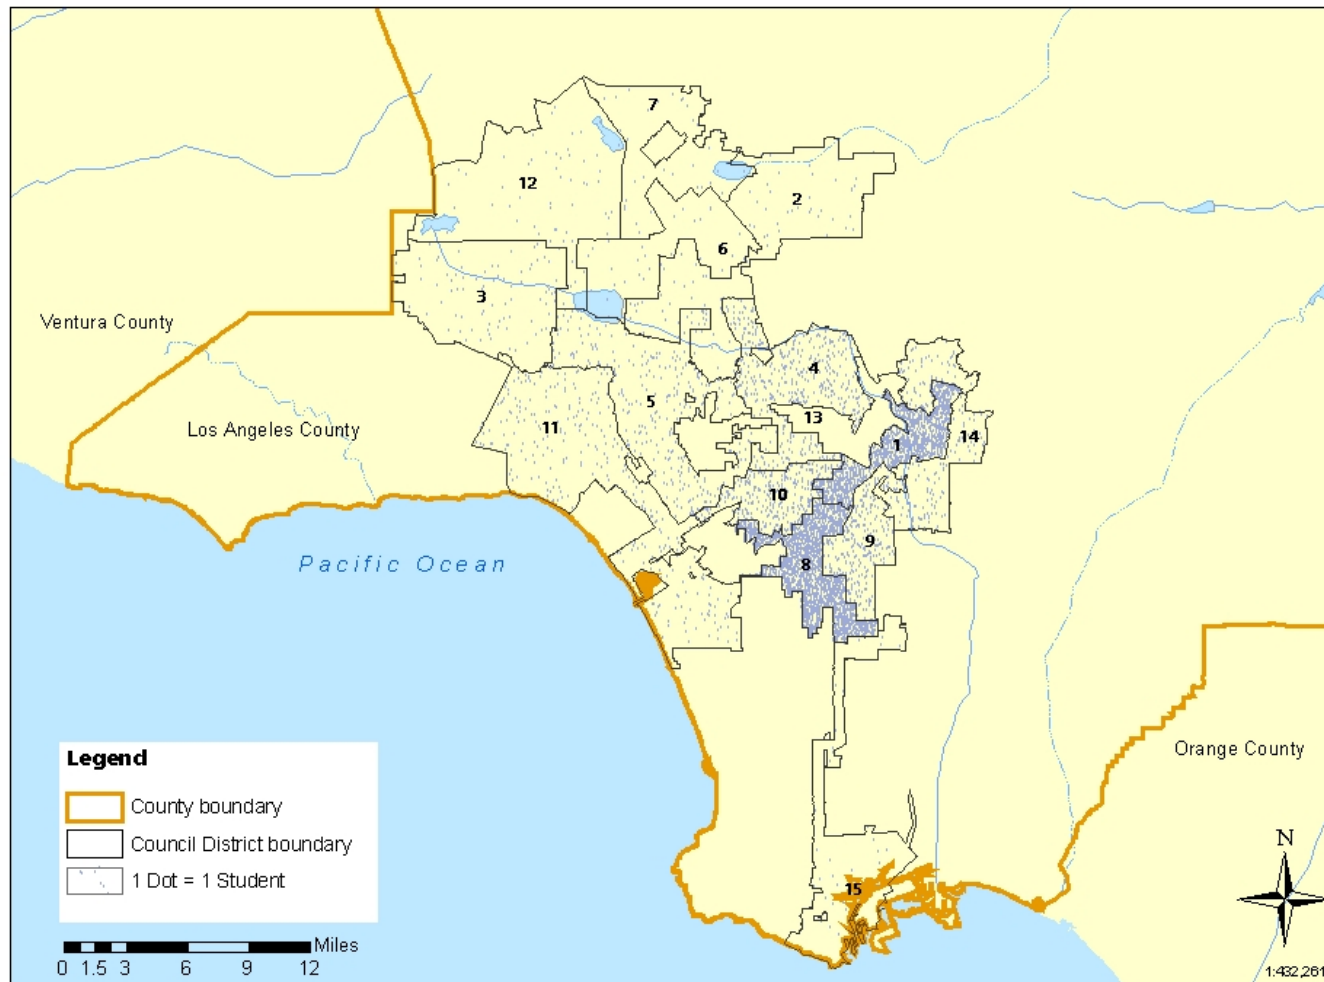 7
12
2
6
3
Ventura County
4
5
13
11
Los Angeles County
1
14
10
9
Pacific Ocean
8
Orange County
Legend
County boundary
Council District boundary
1 Dot = 1 Student
N
15
Miles
0 1.5 3 6 9 12
1:432,261